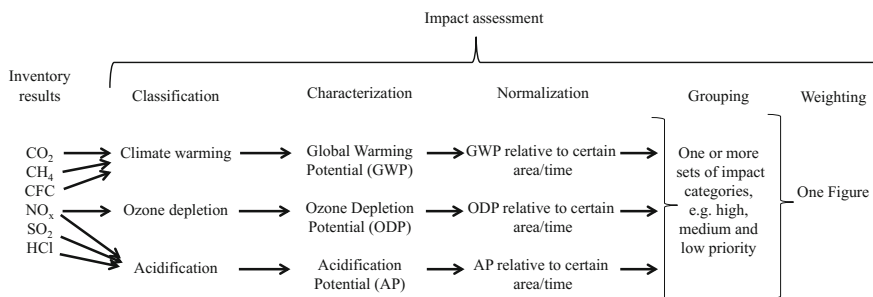 Impact assessment
Inventory
results
Classification
Characterization
Normalization
Grouping
Weighting
CO₂
CH₄
CFC
NOₓ
SO₂
HCl
Climate warming
Ozone depletion
Acidification
Global Warming
Potential (GWP)
Ozone Depletion
Potential (ODP)
Acidification
Potential (AP)
GWP relative to certain
area/time
ODP relative to certain
area/time
AP relative to certain
area/time
One or more
sets of impact
categories,
e.g. high,
medium and
low priority
One Figure